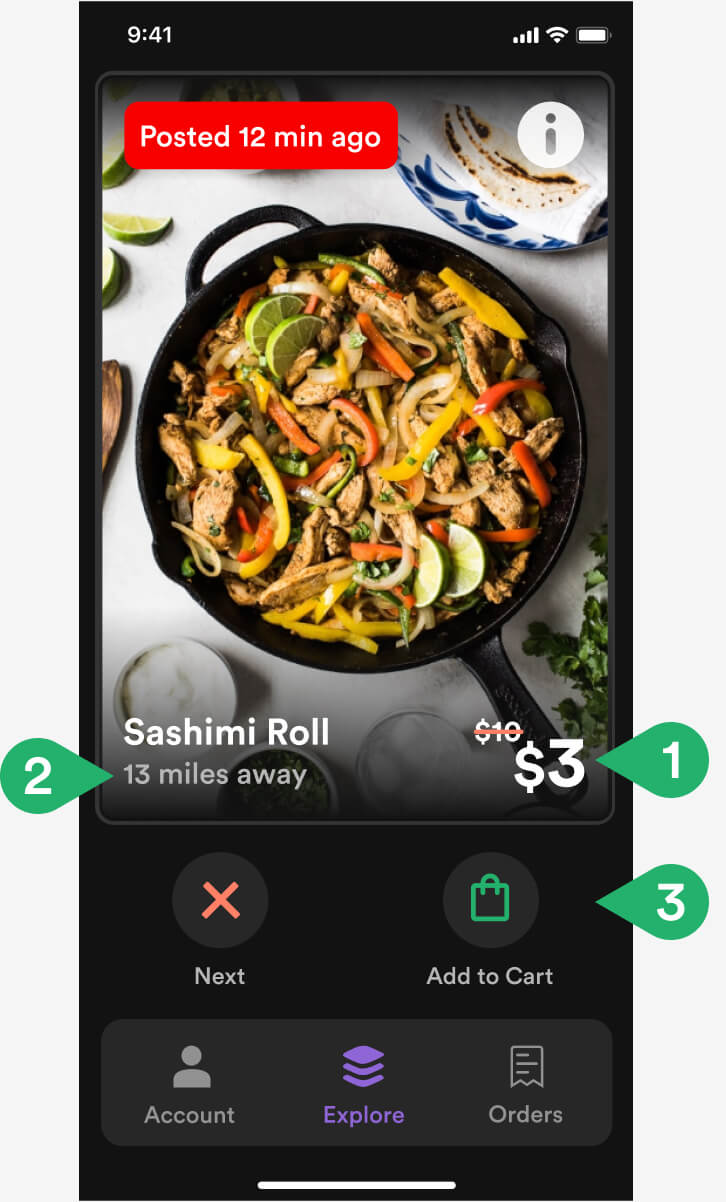 9:41
Posted 12 min ago
Sashimi Roll
$10
$3
1
2
13 miles away
3
Next
Add to Cart
Account
Explore
Orders